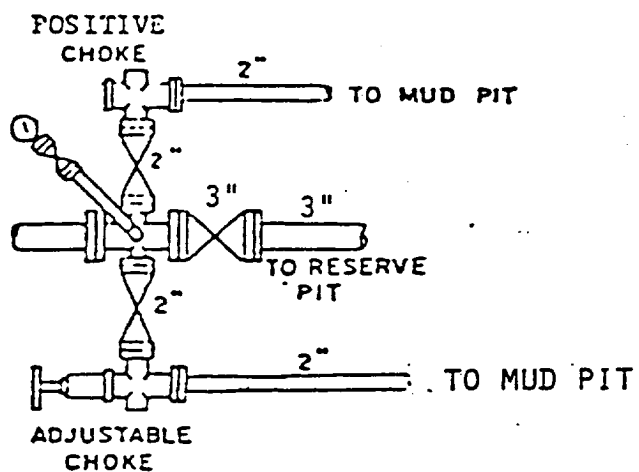 POSITIVE
CHOKE
2"
TO MUD PIT
2"
3"
3"
TO RESERVE
PIT
2"
2"
TO MUD PIT
ADJUSTABLE
CHOKE